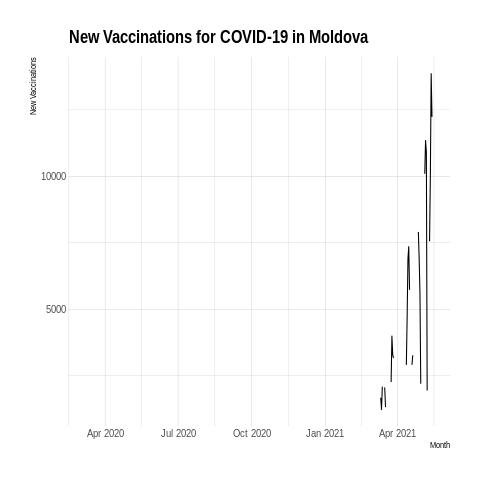 New Vaccinations for COVID-19 in Moldova
New Vaccinations
10000
5000
Apr 2020
Jul 2020
Oct 2020
Jan 2021
Apr 2021
Month